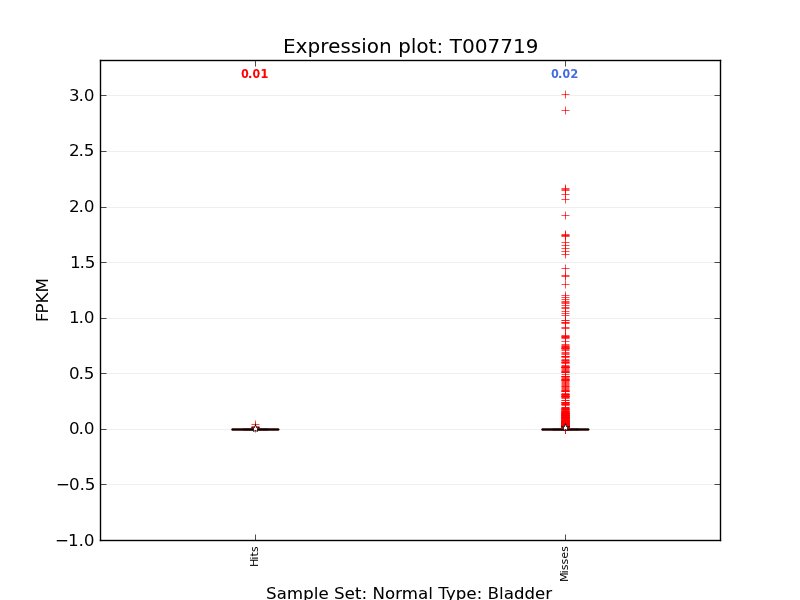 Expression plot: T007719
0.01
0.02
3.0
2.5
2.0
1.5
1.0
0.5
0.0
−0.5
−1.0
FPKM
Hits
Misses
Sample Set: Normal Type: Bladder